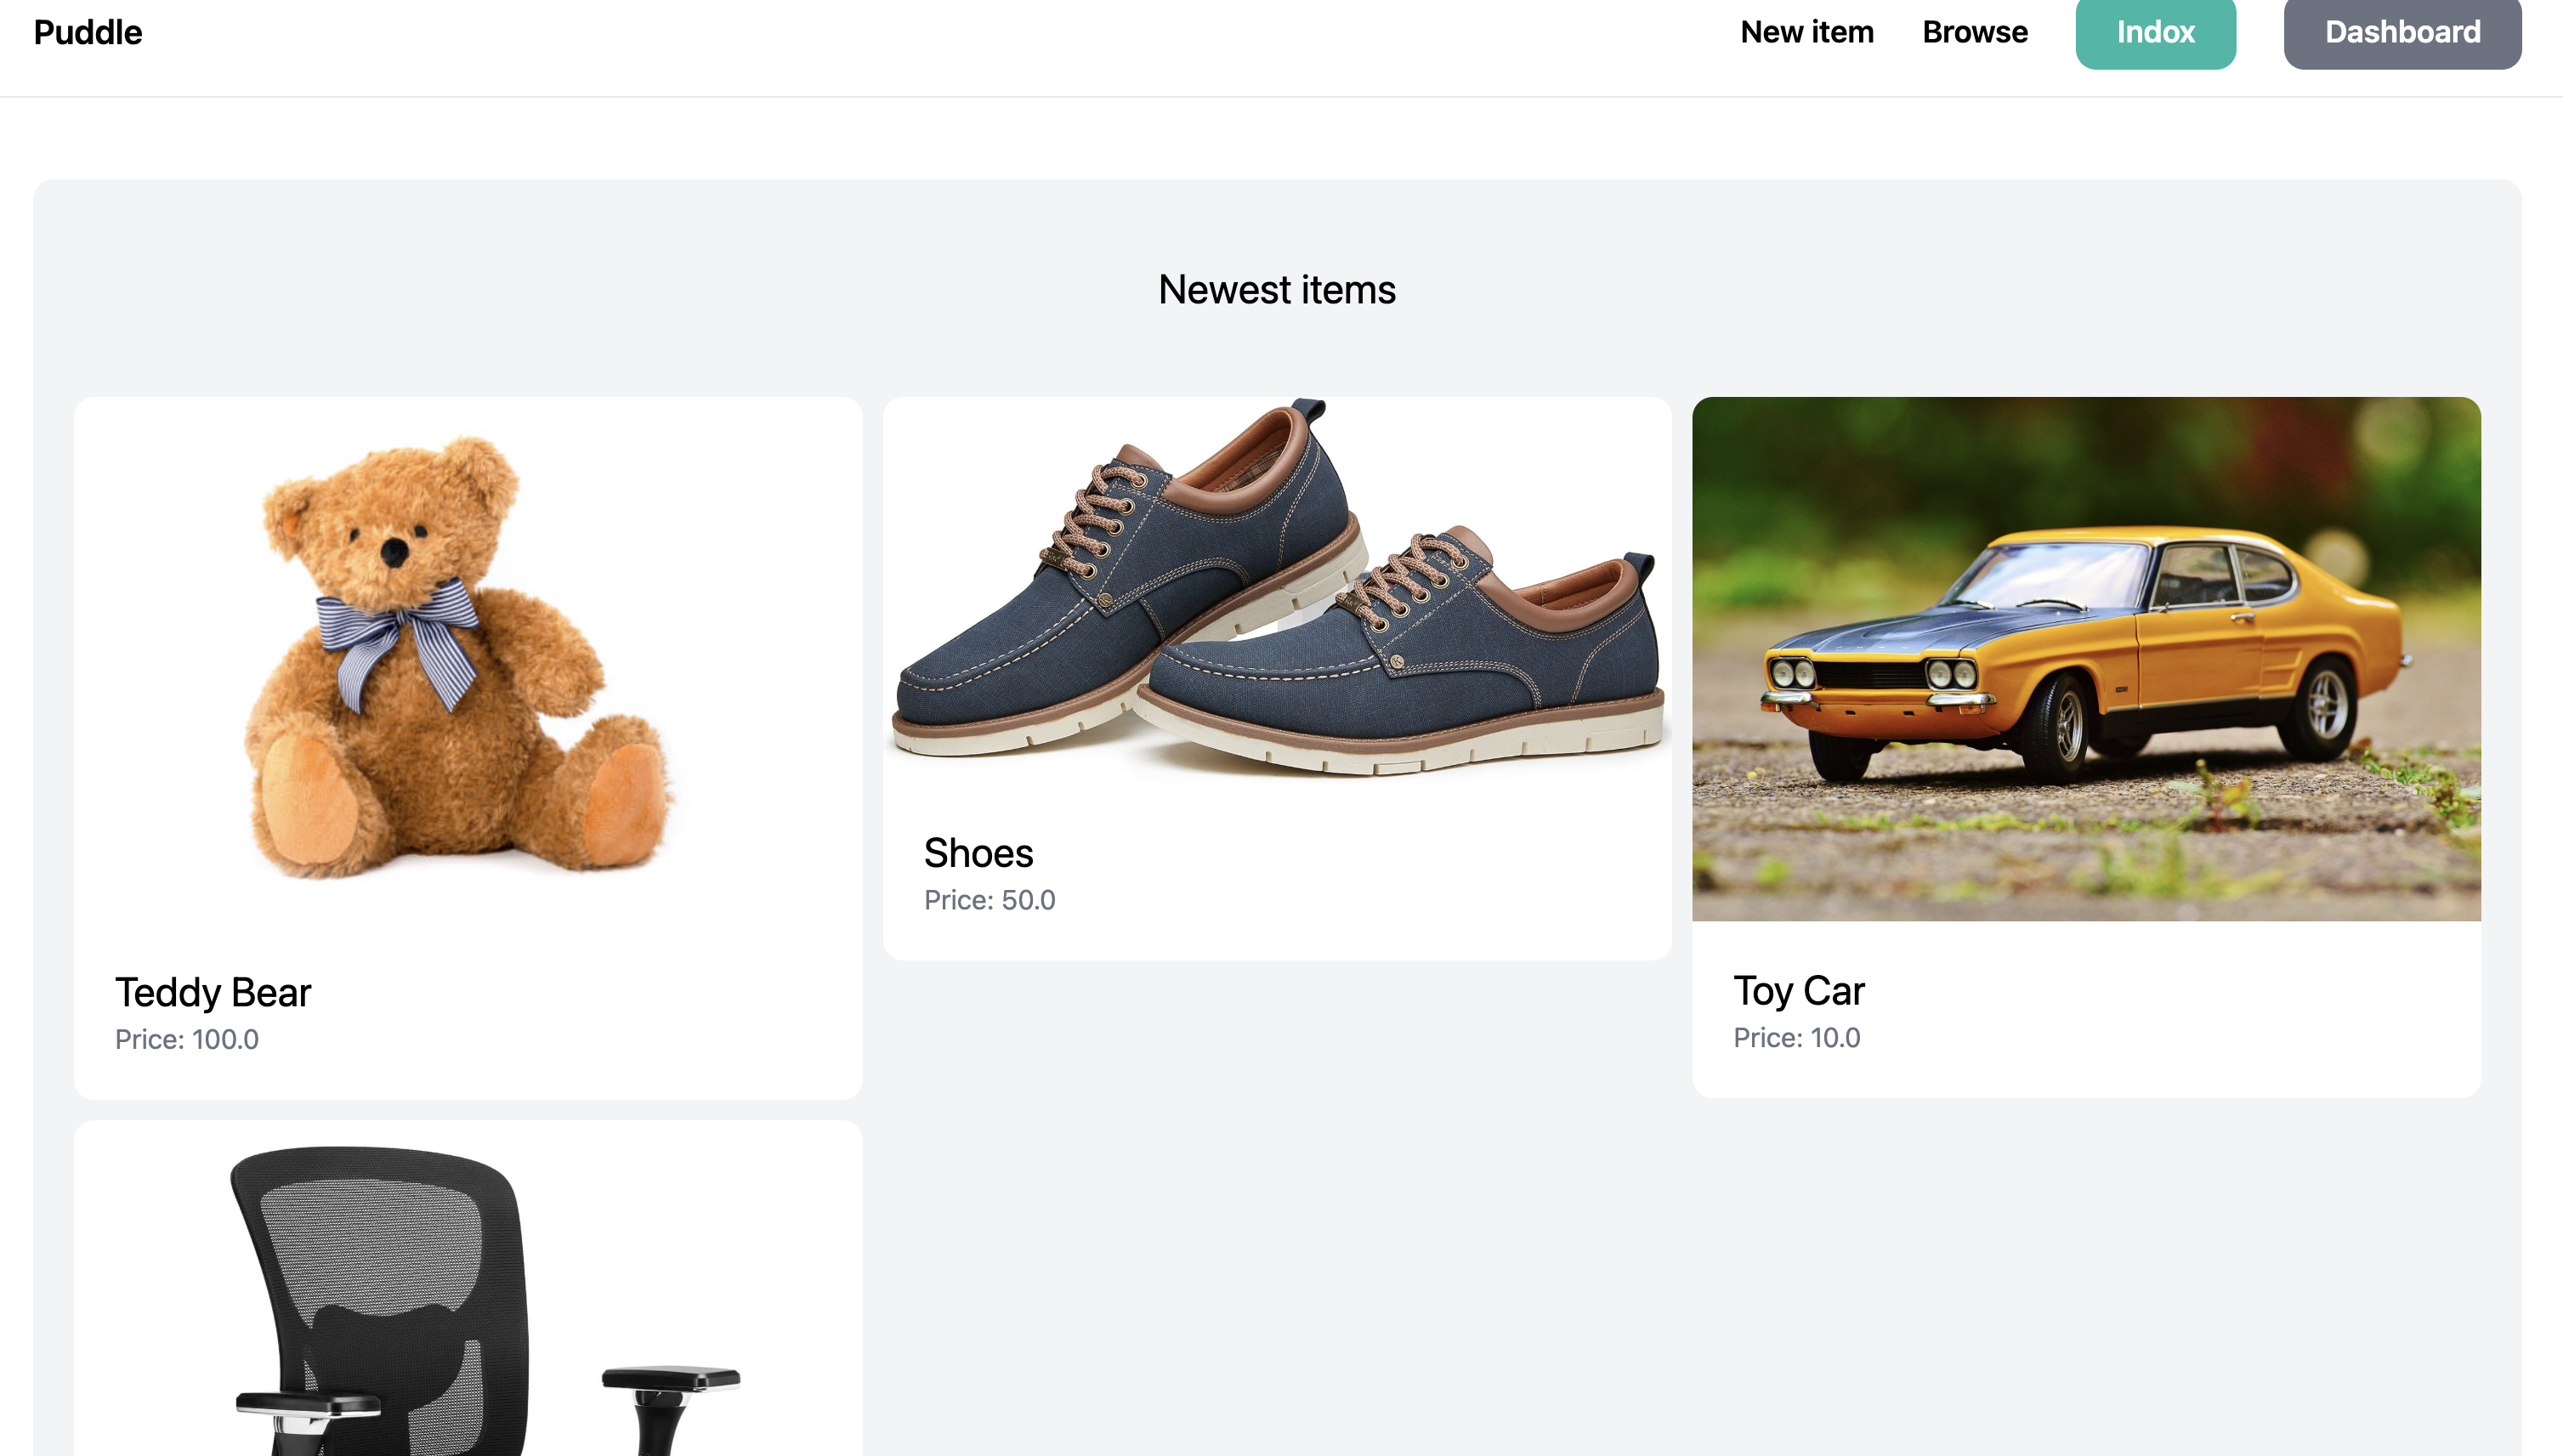 Puddle
New item
Browse
Indox
Dashboard
Newest items
Teddy Bear
Price: 100.0
Shoes
Price: 50.0
Toy Car
Price: 10.0